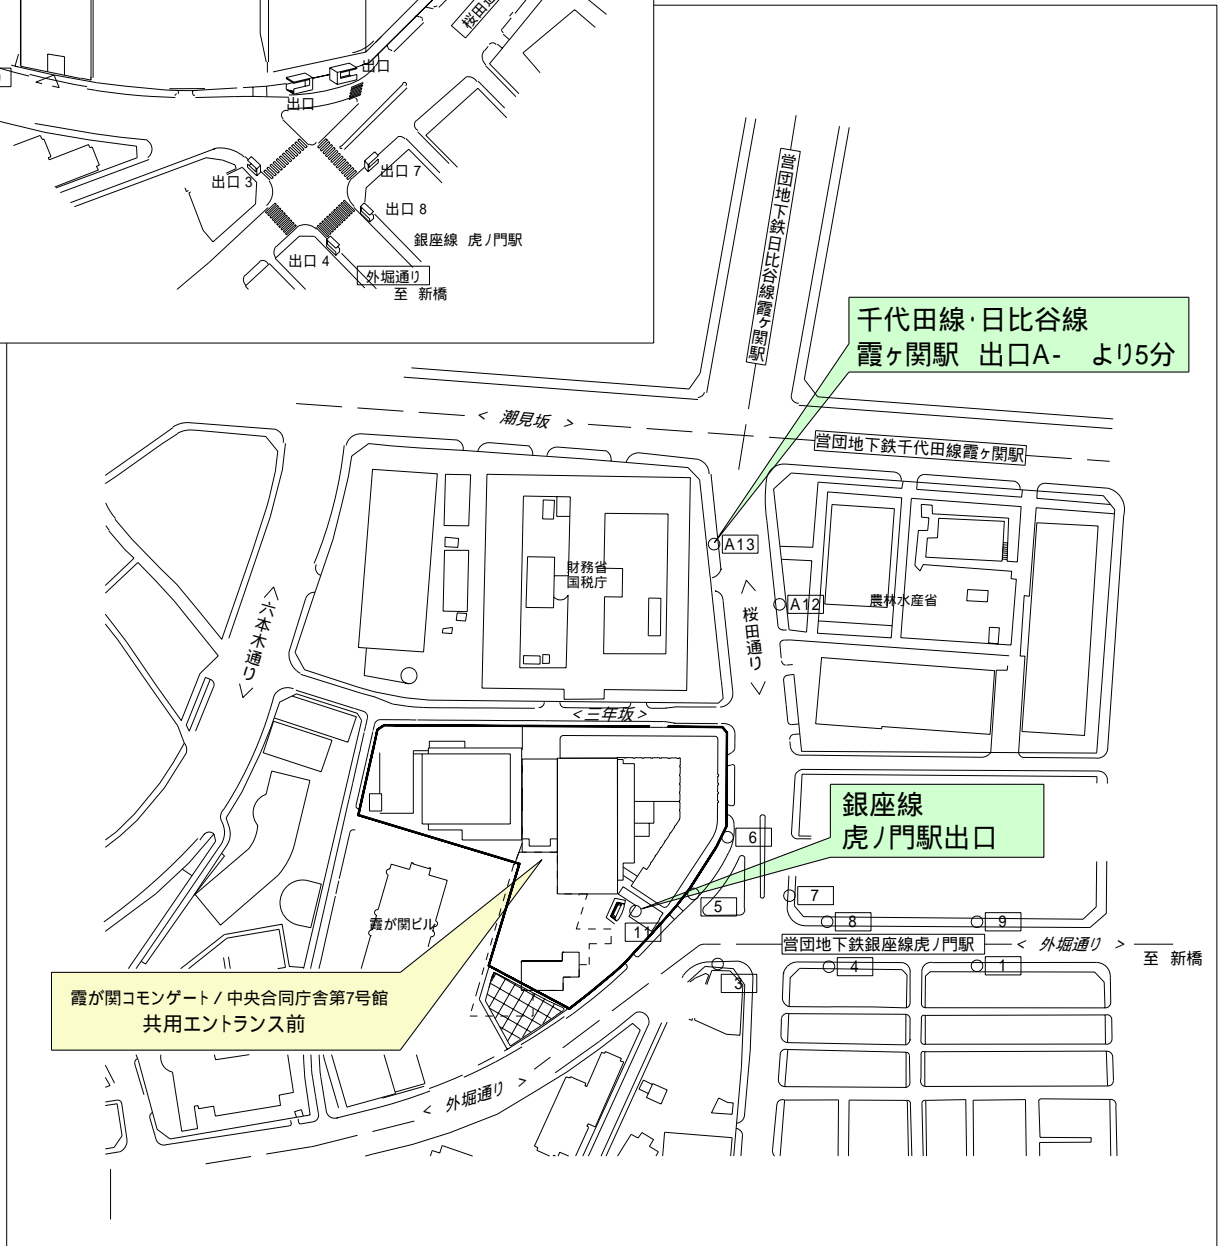 出口
出口
出口 3
出口 7
出口 8
銀座線 虎ノ門駅
出口 4
外堀通り
至 新橋
営団地下鉄日比谷線霞ヶ関駅
千代田線・日比谷線
霞ヶ関駅 出口A- より5分
< 潮見坂 >
営団地下鉄千代田線霞ヶ関駅
A13
財務省
国税庁
A12
農林水産省
<六本木通り>
<桜田通り>
<三年坂>
銀座線
虎ノ門駅出口
6
7
5
8
9
霞が関ビル
11
営団地下鉄銀座線虎ノ門駅
< 外堀通り >
至 新橋
4
1
3
霞が関コモンゲート / 中央合同庁舎第7号館
共用エントランス前
< 外堀通り >